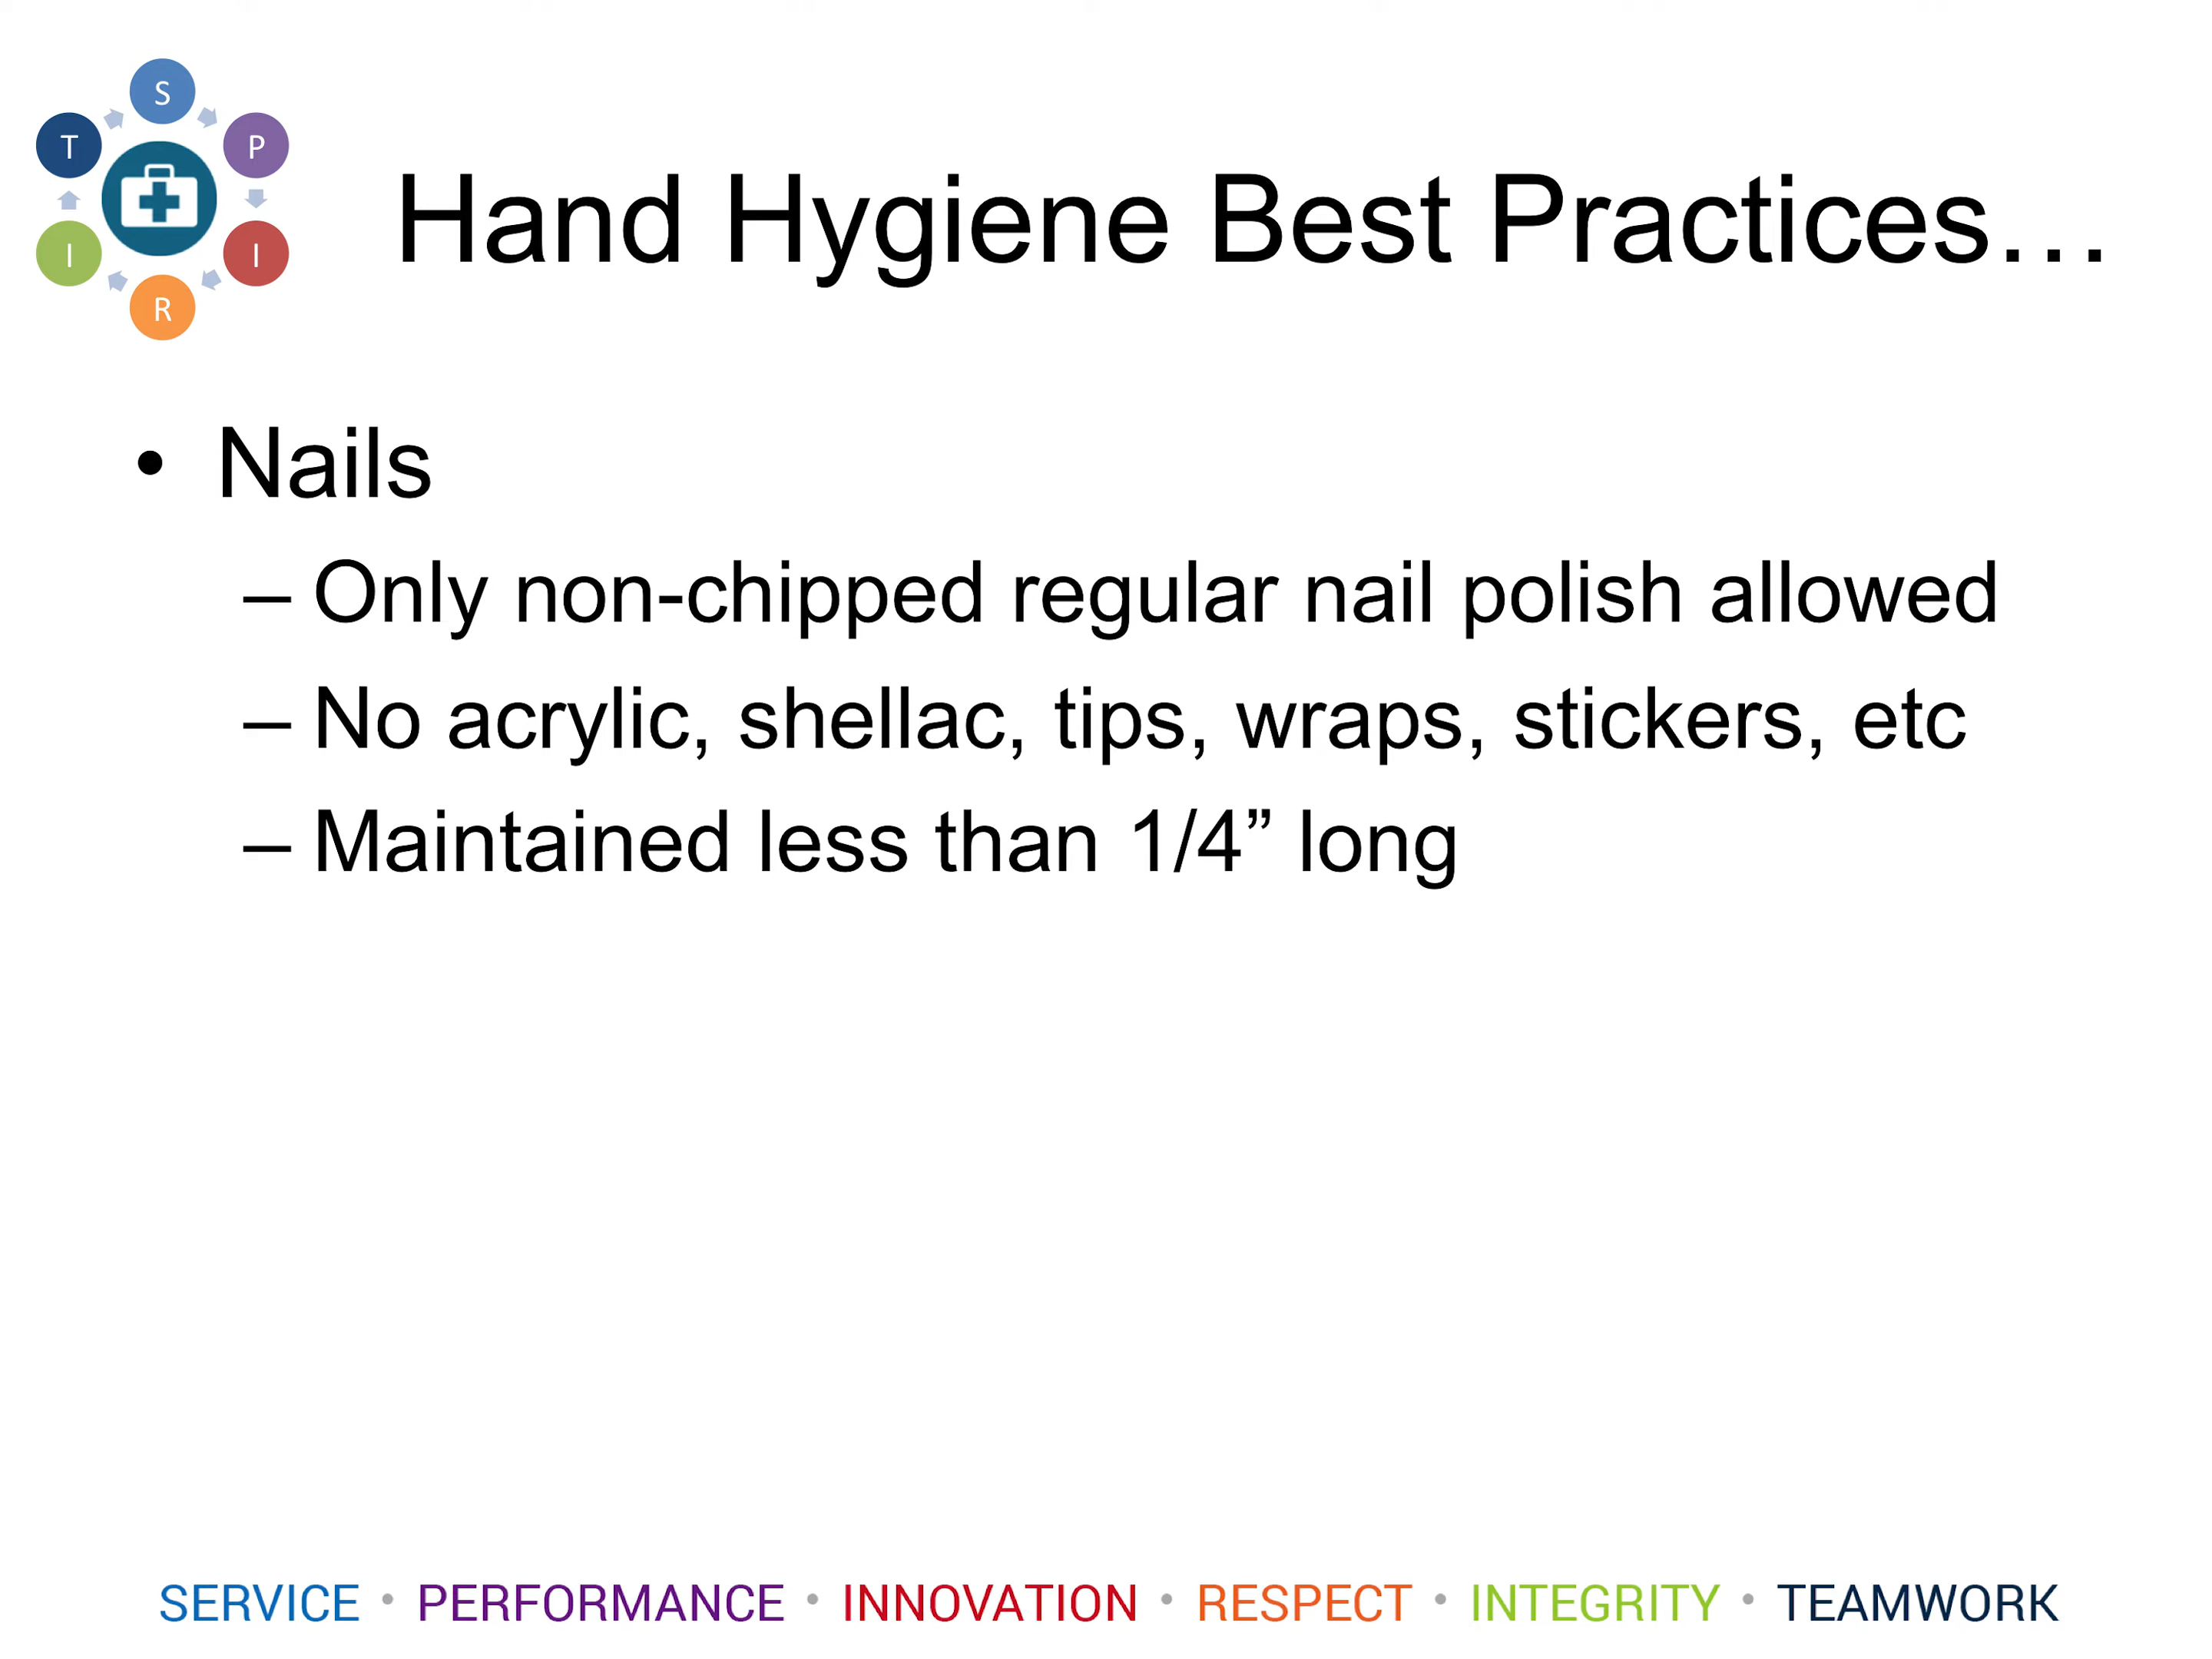 S
P
I
R
I
T
Hand Hygiene Best Practices…
• Nails
– Only non-chipped regular nail polish allowed
– No acrylic, shellac, tips, wraps, stickers, etc
– Maintained less than 1/4” long
SERVICE • PERFORMANCE • INNOVATION • RESPECT • INTEGRITY • TEAMWORK